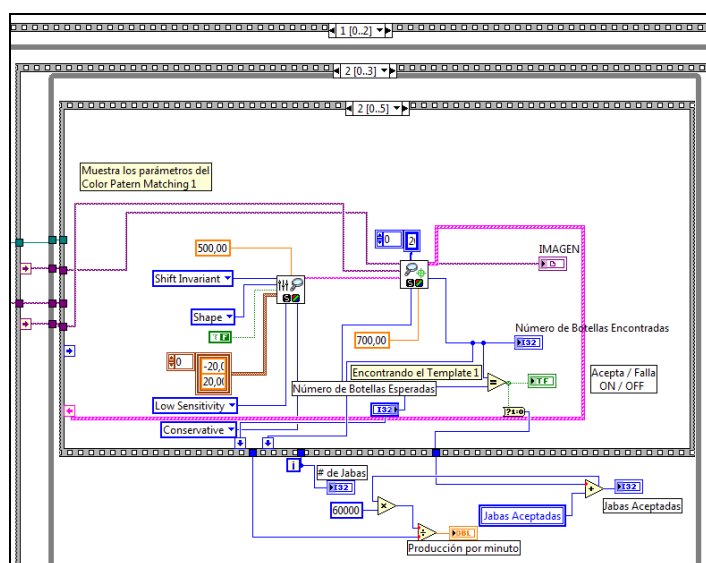 1 [0..2]
2 [0..3]
2 [0..5]
Muestra los parámetros del
Color Patern Matching 1
500,00
0
20
IMAGEN
Shift Invariant
Shape
F
700,00
Número de Botellas Encontradas
I32
0
-20,0
20,00
Encontrando el Template 1
Número de Botellas Esperadas
=
TF
Acepta / Falla
ON / OFF
Low Sensitivity
I32
?1:0
Conservative
i
# de Jabas
I32
60000
×
÷
DBL
Producción por minuto
Jabas Aceptadas
+
I32
Jabas Aceptadas